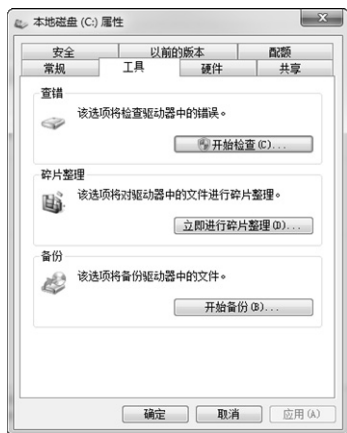 本地磁盘 (C:) 属性
安全 以前的版本 配额
常规 工具 硬件 共享
查错
该选项将检查驱动器中的错误。
开始检查(C)...
碎片整理
该选项将对驱动器中的文件进行碎片整理。
立即进行碎片整理(D)...
备份
该选项将备份驱动器中的文件。
开始备份(B)...
确定 取消 应用(A)